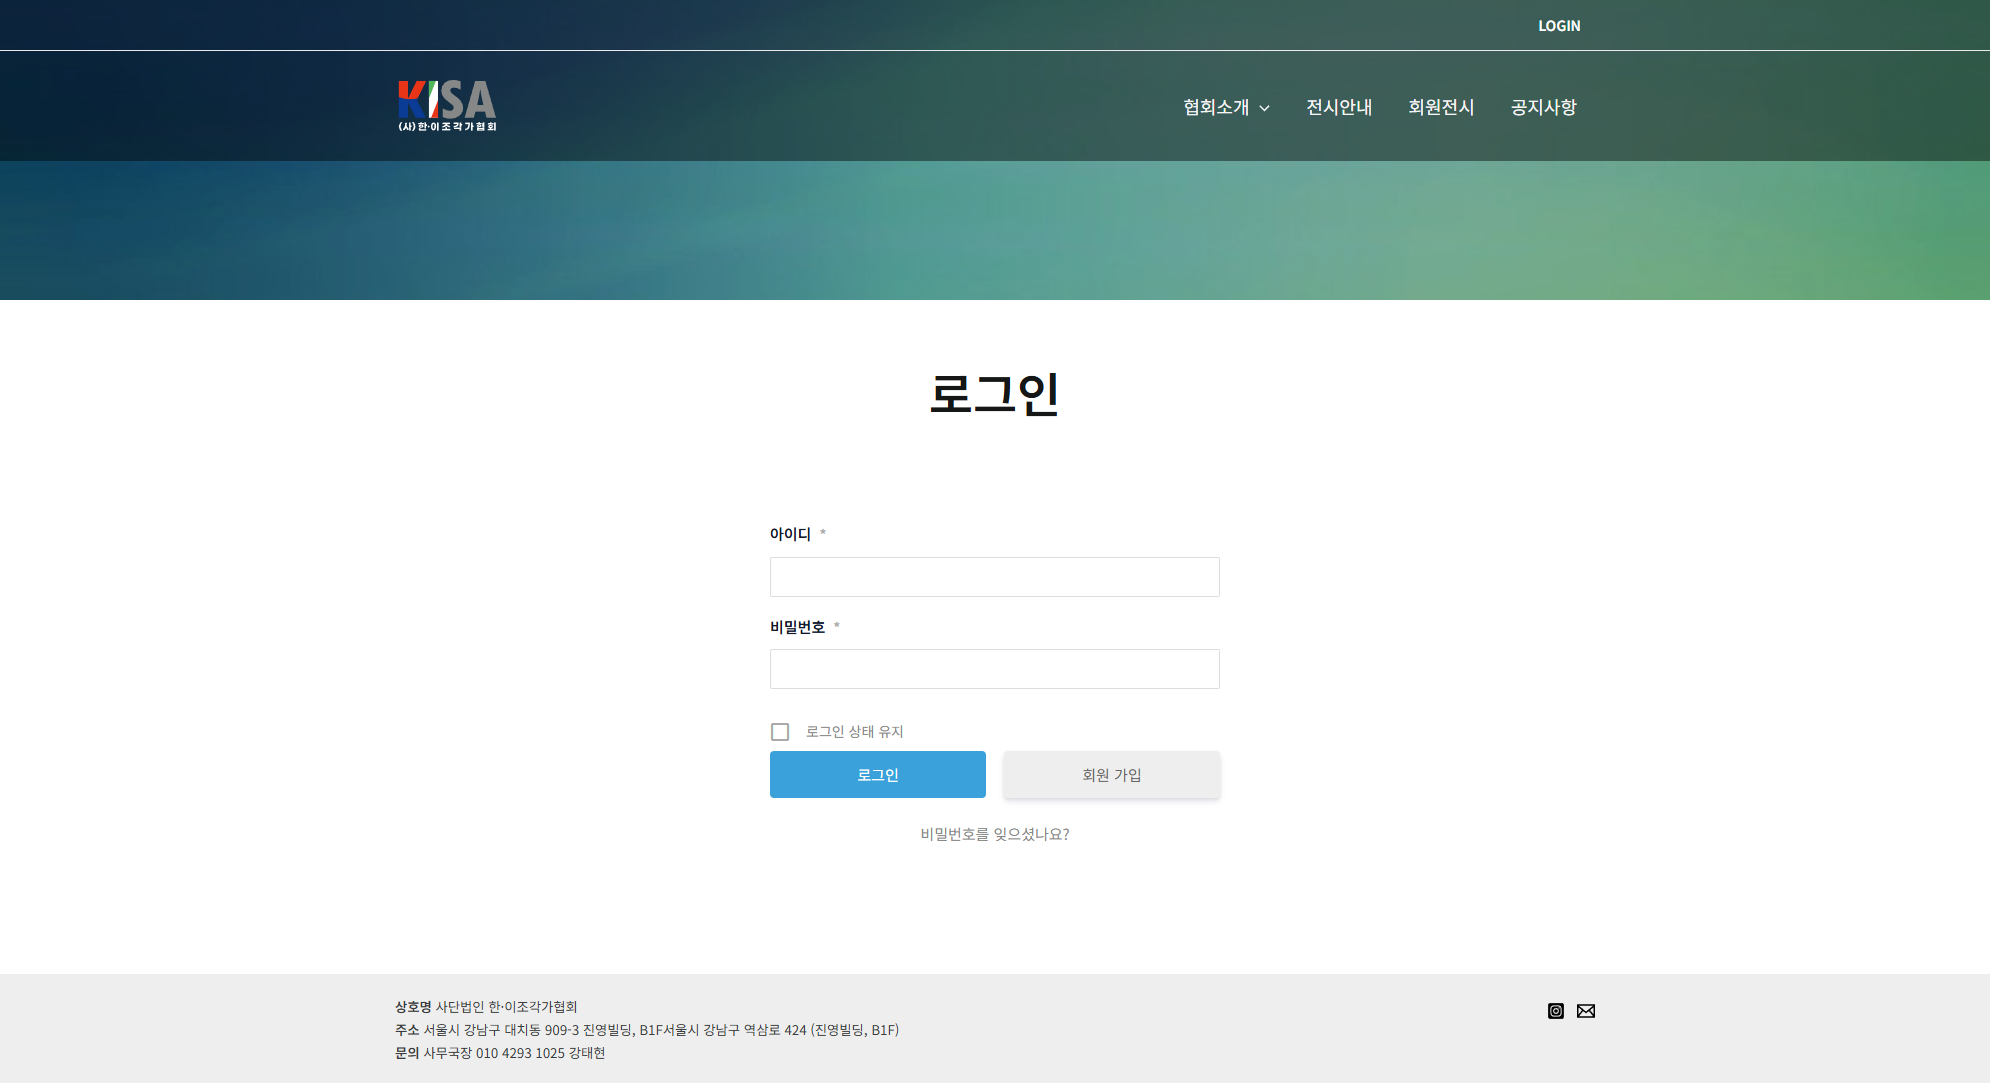 LOGIN
KISA
(사)한·이조각가협회
협회소개
전시안내
회원전시
공지사항
로그인
아이디 *
비밀번호 *
로그인 상태 유지
로그인
회원 가입
비밀번호를 잊으셨나요?
상호명 사단법인 한·이조각가협회
주소 서울시 강남구 대치동 909-3 진영빌딩, B1F서울시 강남구 역삼로 424 (진영빌딩, B1F)
문의 사무국장 010 4293 1025 강태현